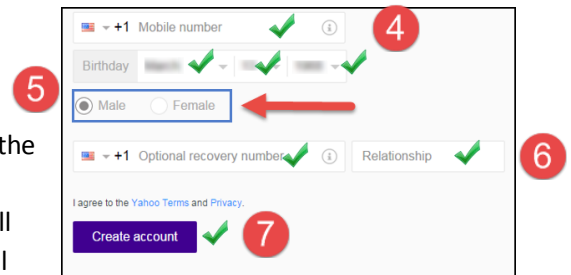 +1 Mobile number
4
Birthday
5
Male Female
the
+1 Optional recovery number Relationship
6
I agree to the Yahoo Terms and Privacy.
ll
Create account
7
l